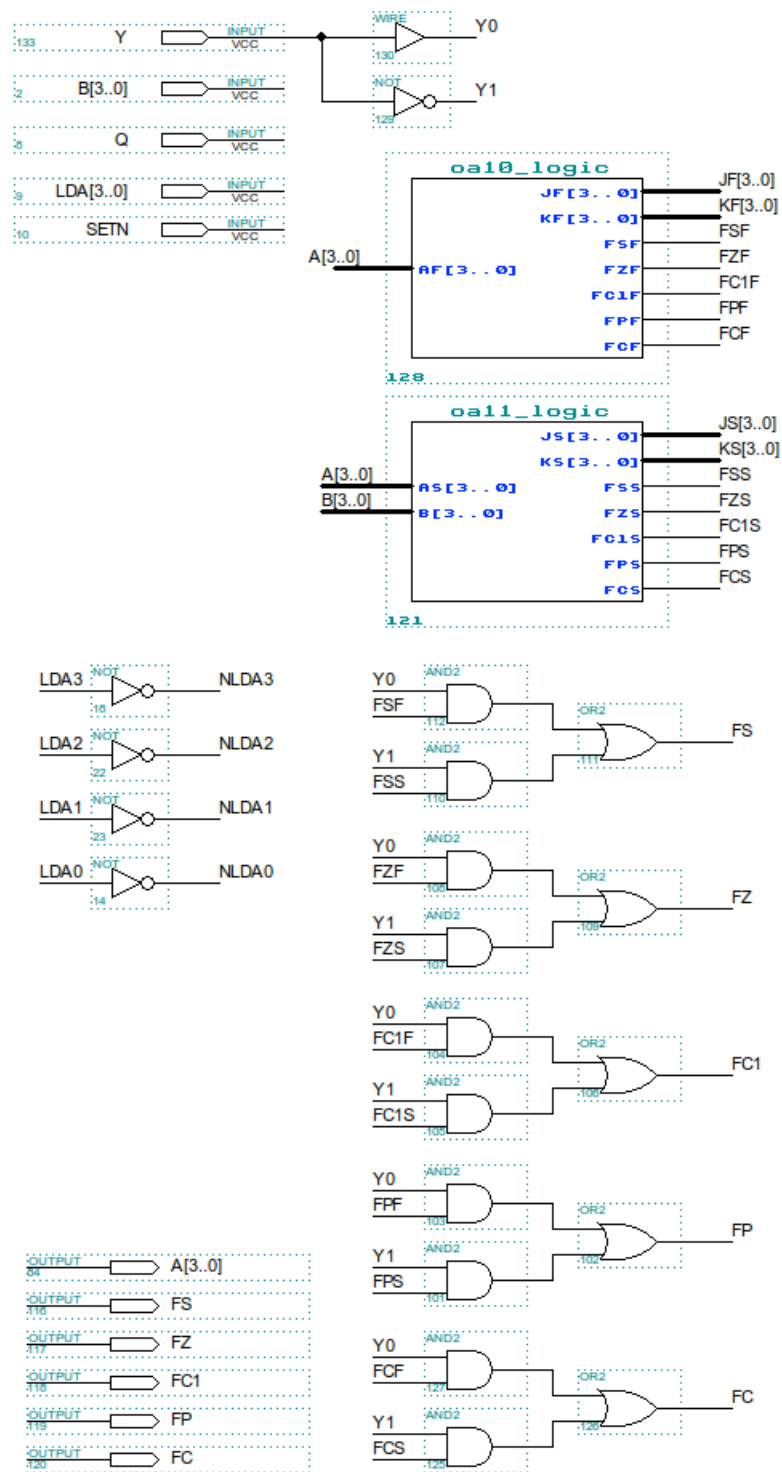 Y INPUT VCC 133
WIRE 130 Y0
B[3..0] INPUT VCC 2
NOT 129 Y1
Q INPUT VCC
LDA[3..0] INPUT VCC 9
SETN INPUT VCC 10
oa10_logic
A[3..0] AF[3..0]
JF[3..0] JF[3..0]
KF[3..0] KF[3..0]
FSF FSF
FZF FZF
FC1F FC1F
FPF FPF
FCF FCF
128
oa11_logic
A[3..0] AS[3..0]
B[3..0] B[3..0]
JS[3..0] JS[3..0]
KS[3..0] KS[3..0]
FSS FSS
FZS FZS
FC1S FC1S
FPS FPS
FCS FCS
121
LDA3 NOT NLDA3
LDA2 NOT 22 NLDA2
LDA1 NOT 23 NLDA1
LDA0 NOT 14 NLDA0
Y0 FSF AND2 112
Y1 FSS AND2 110
OR2 111 FS
Y0 FZF AND2
Y1 FZS AND2 107
OR2 109 FZ
Y0 FC1F AND2 104
Y1 FC1S AND2 105
OR2 106 FC1
Y0 FPF AND2 103
Y1 FPS AND2 101
OR2 102 FP
Y0 FCF AND2 127
Y1 FCS AND2 125
OR2 126 FC
OUTPUT A[3..0]
OUTPUT 116 FS
OUTPUT 117 FZ
OUTPUT 118 FC1
OUTPUT 119 FP
OUTPUT 120 FC